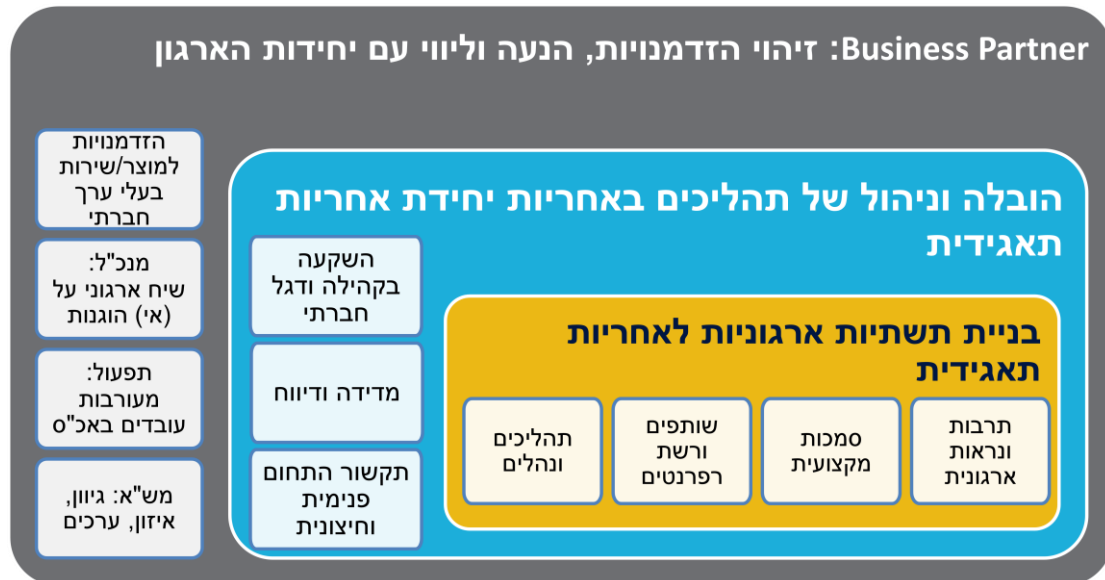 Business Partner: זיהוי הזדמנויות, הנעה וליווי עם יחידות הארגון
הובלה וניהול של תהליכים באחריות יחידת אחריות
תאגידית
בניית תשתיות ארגוניות לאחריות
תאגידית
תרבות
ונראות
ארגונית
סמכות
מקצועית
שותפים
ורשת
רפרנטים
תהליכים
ונהלים
השקעה
בקהילה ודגל
חברתי
מדידה ודיווח
תקשור התחום
פנימית
וחיצונית
הזדמנויות
למוצר/שירות
בעלי ערך
חברתי
מנכ"ל:
שיח ארגוני על
(אי) הוגנות
תפעול:
מעורבות
עובדים באכ"ס
מש"א: גיוון,
איזון, ערכים